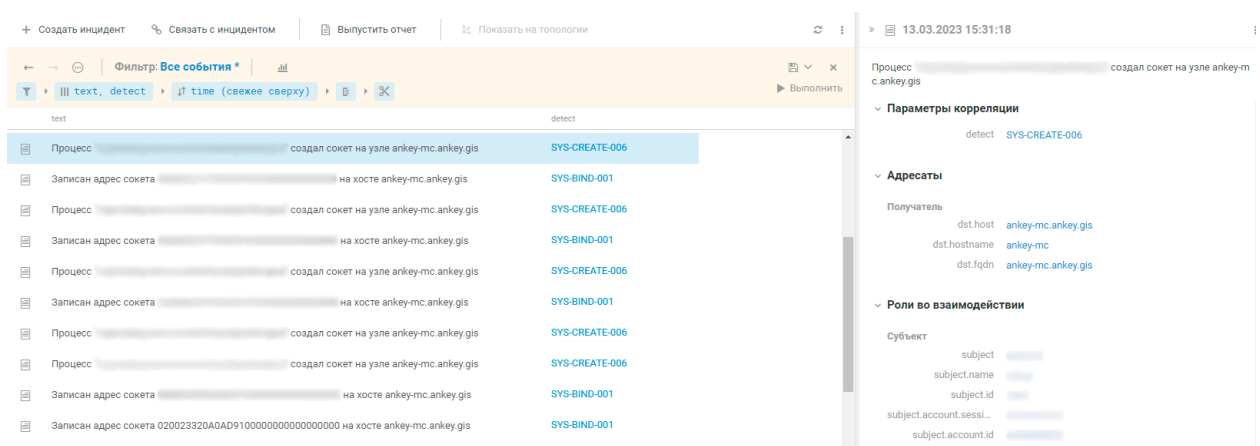 Создать инцидент Связать с инцидентом Выпустить отчет Показать на топологии
13.03.2023 15:31:18
Фильтр: Все события *
text, detect time (свежее сверху) Выполнить
text detect
Процесс создал сокет на узле ankey-mc.ankey.gis SYS-CREATE-006
Записан адрес сокета на хосте ankey-mc.ankey.gis SYS-BIND-001
Процесс создал сокет на узле ankey-mc.ankey.gis SYS-CREATE-006
Записан адрес сокета на хосте ankey-mc.ankey.gis SYS-BIND-001
Процесс создал сокет на узле ankey-mc.ankey.gis SYS-CREATE-006
Записан адрес сокета на хосте ankey-mc.ankey.gis SYS-BIND-001
Процесс создал сокет на узле ankey-mc.ankey.gis SYS-CREATE-006
Процесс создал сокет на узле ankey-mc.ankey.gis SYS-CREATE-006
Записан адрес сокета на хосте ankey-mc.ankey.gis SYS-BIND-001
Записан адрес сокета 020023320A0AD9100000000000000000 на хосте ankey-mc.ankey.gis SYS-BIND-001
Процесс создал сокет на узле ankey-m
c.ankey.gis
Параметры корреляции
detect SYS-CREATE-006
Адресаты
Получатель
dst.host ankey-mc.ankey.gis
dst.hostname ankey-mc
dst.fqdn ankey-mc.ankey.gis
Роли во взаимодействии
Субъект
subject
subject.name
subject.id
subject.account.sessi...
subject.account.id